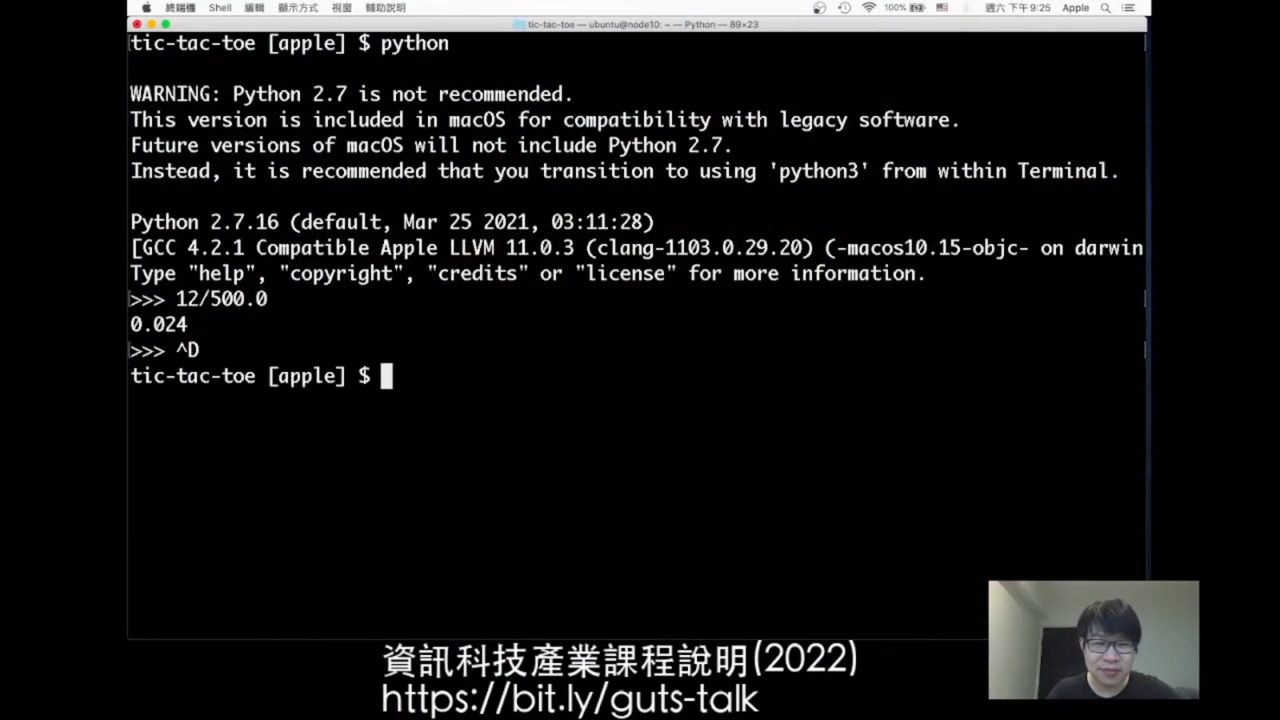 終端機 Shell 編輯 顯示方式 視窗 輔助說明 100% 週六 下午9:25 Apple
tic-tac-toe — ubuntu@node10: ~ — Python — 89×23
tic-tac-toe [apple] $ python
WARNING: Python 2.7 is not recommended.
This version is included in macOS for compatibility with legacy software.
Future versions of macOS will not include Python 2.7.
Instead, it is recommended that you transition to using 'python3' from within Terminal.
Python 2.7.16 (default, Mar 25 2021, 03:11:28)
[GCC 4.2.1 Compatible Apple LLVM 11.0.3 (clang-1103.0.29.20) (-macos10.15-objc- on darwin
Type "help", "copyright", "credits" or "license" for more information.
>>> 12/500.0
0.024
>>> ^D
tic-tac-toe [apple] $
資訊科技產業課程說明(2022)
https://bit.ly/guts-talk